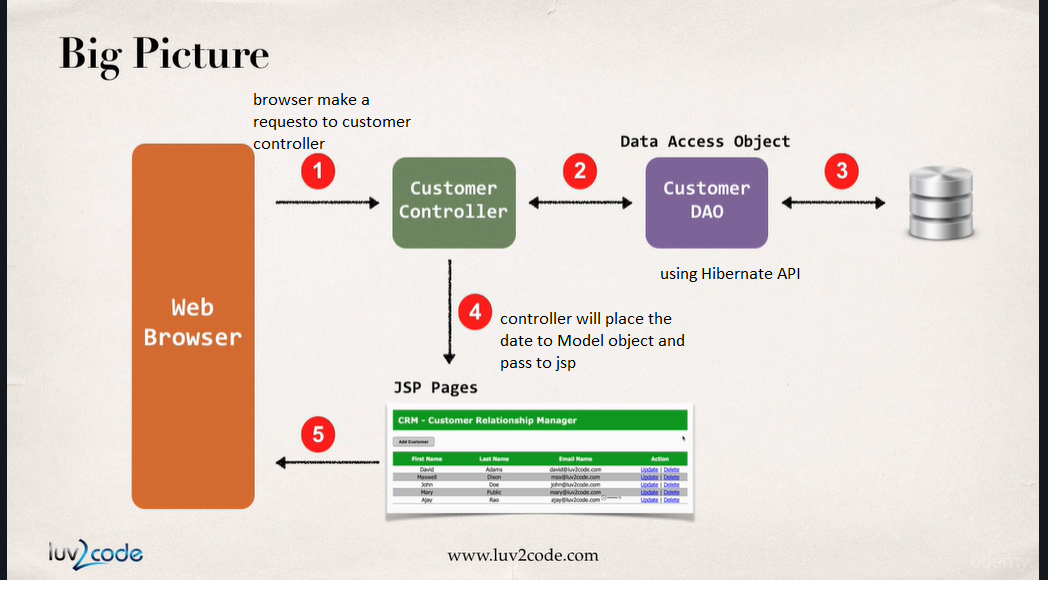 Big Picture
browser make a
requesto to customer
controller
1
Customer
Controller
2
Data Access Object
Customer
DAO
3
using Hibernate API
Web
Browser
4
controller will place the
date to Model object and
pass to jsp
JSP Pages
CRM - Customer Relationship Manager
Add Customer
First Name Last Name Email Name Action
David Adams david@luv2code.com Update | Delete
Maxwell Dixon max@luv2code.com Update | Delete
John Doe john@luv2code.com Update | Delete
Mary Public mary@luv2code.com Update | Delete
Ajay Rao ajay@luv2code.com Update | Delete
5
luv2code
www.luv2code.com
udemy